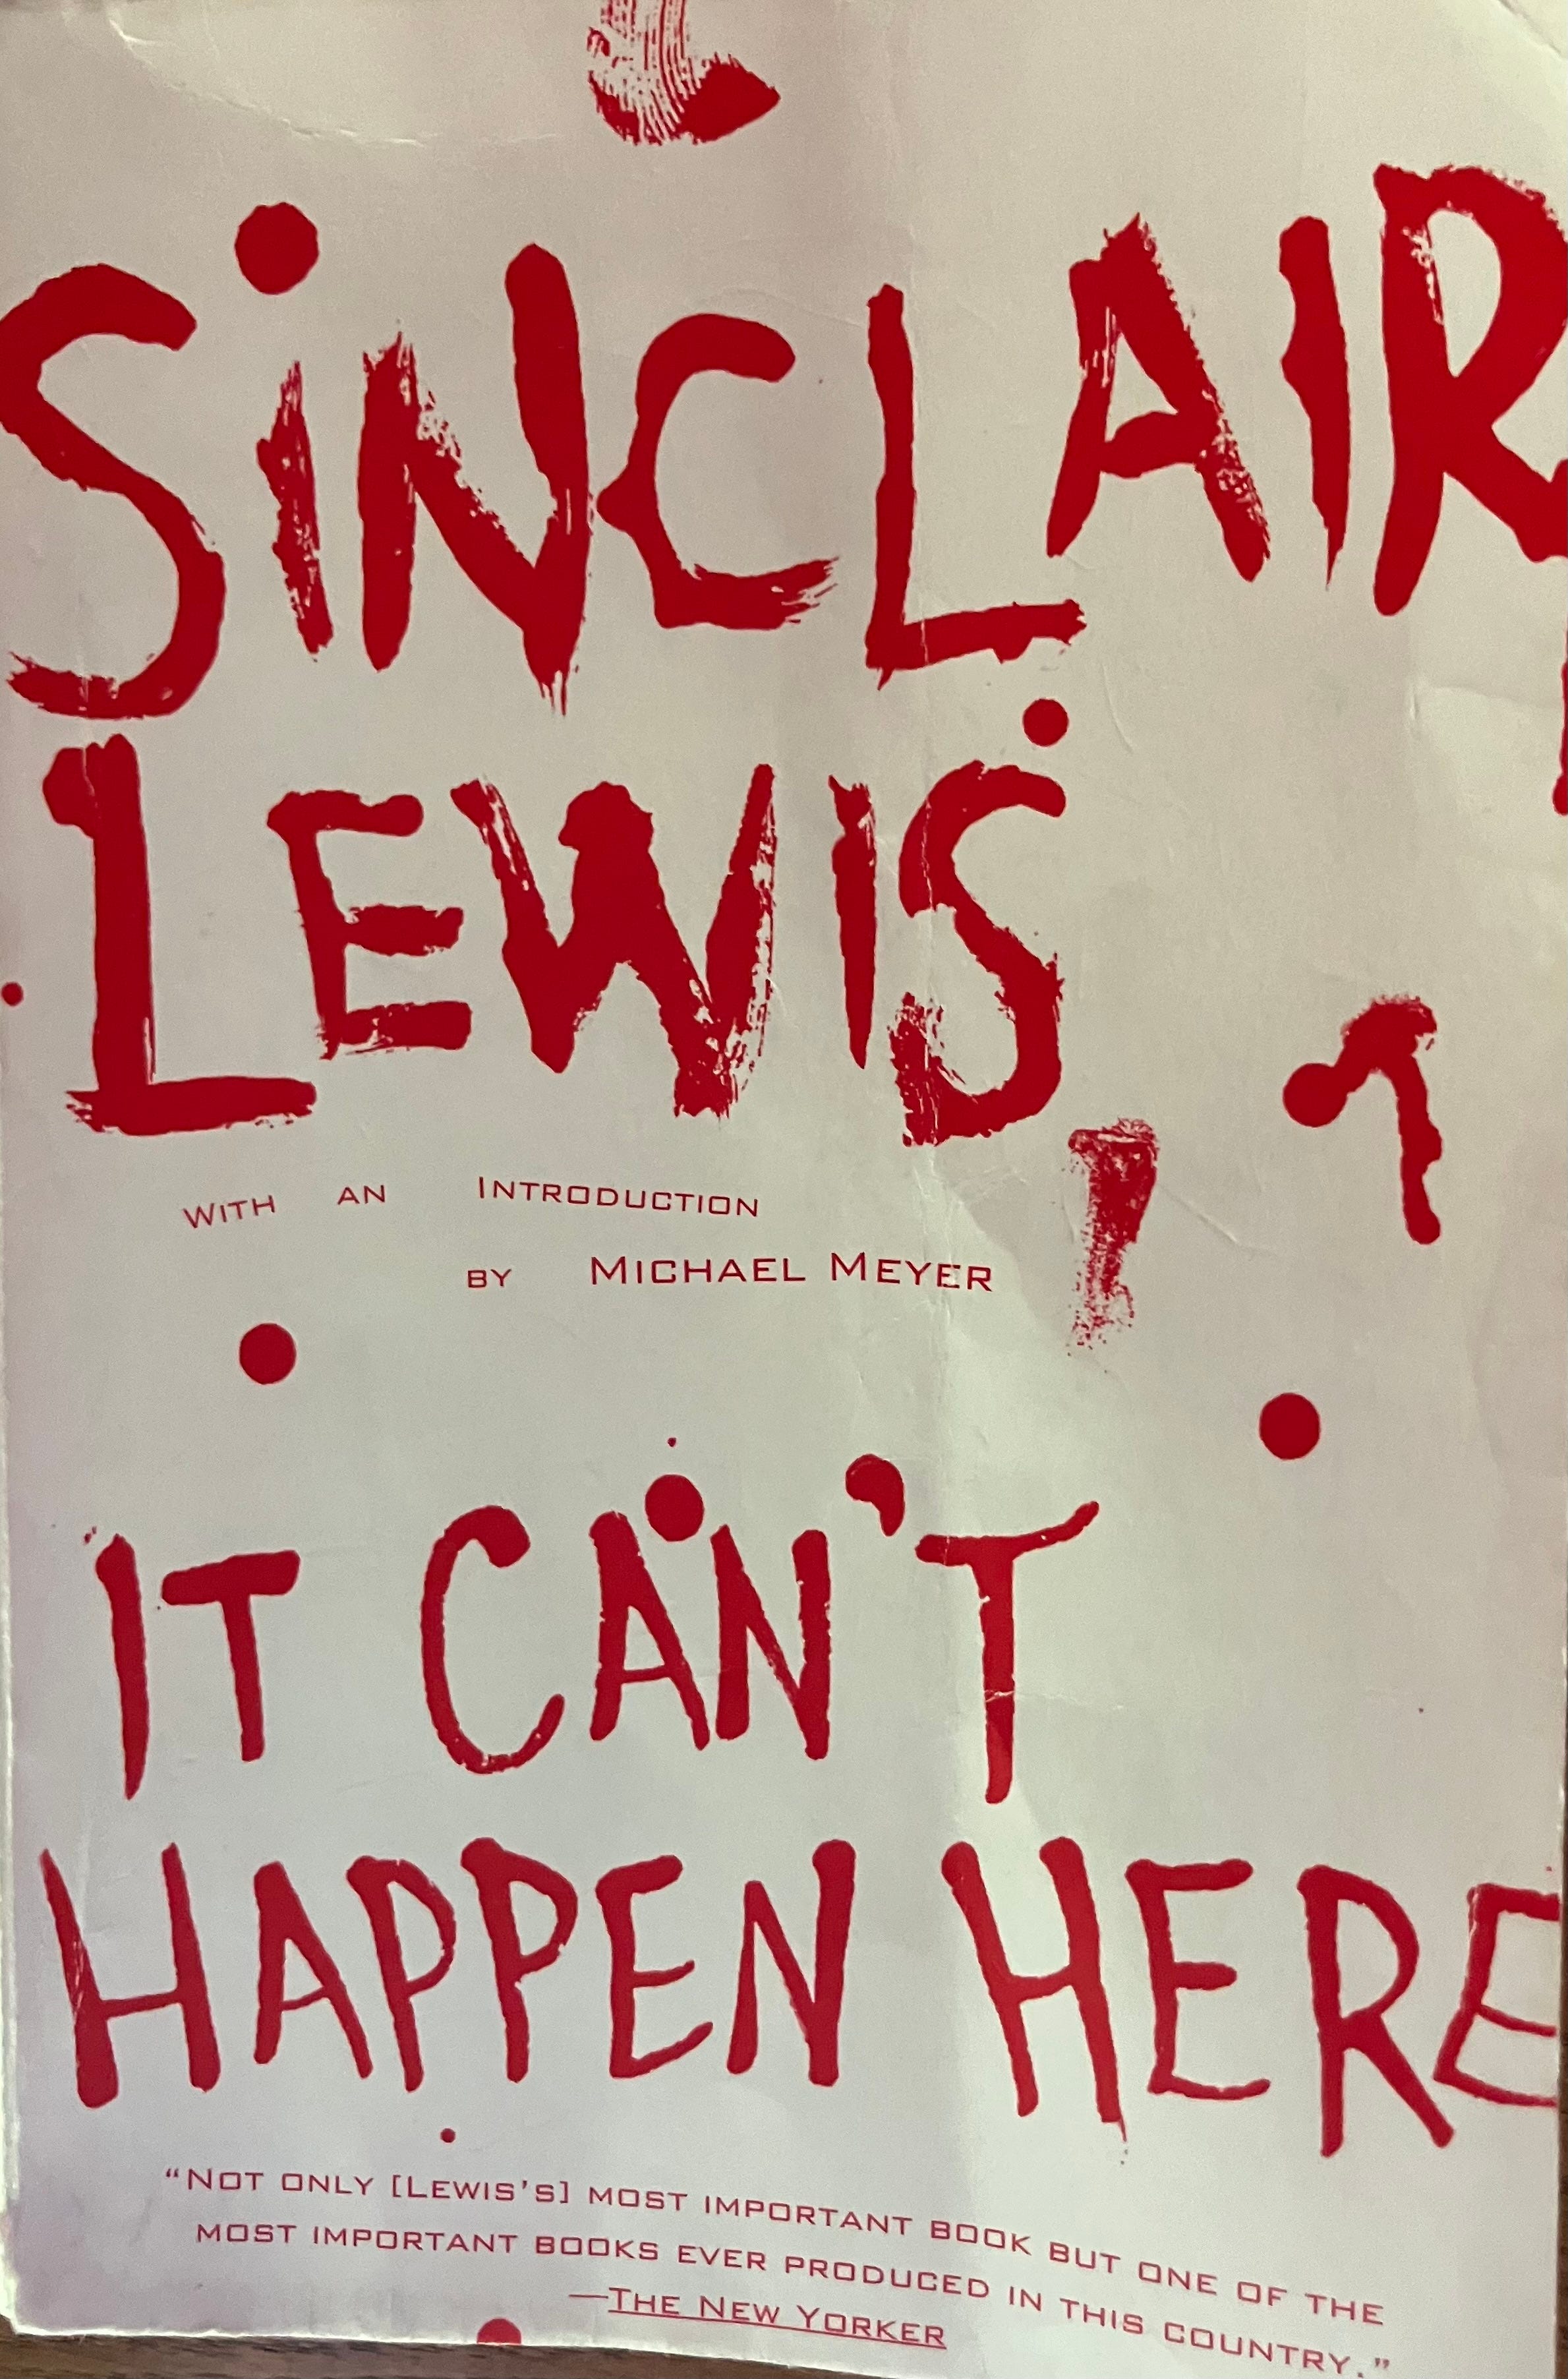 SiNCLAIR
LEWIS,
WITH AN INTRODUCTION
BY MICHAEL MEYER
IT CAN'T
HAPPEN HERE
“NOT ONLY [LEWIS'S] MOST IMPORTANT BOOK BUT ONE OF THE
MOST IMPORTANT BOOKS EVER PRODUCED IN THIS COUNTRY.”
—THE NEW YORKER